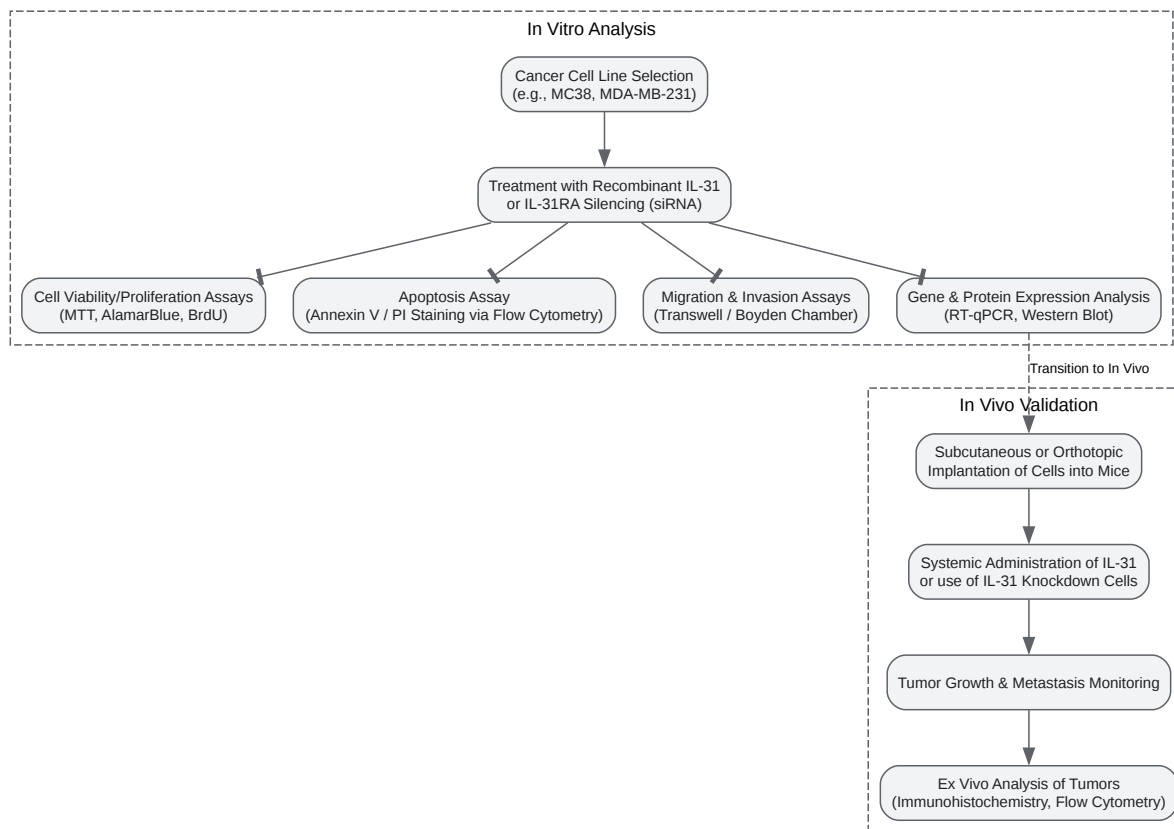 In Vitro Analysis
Cancer Cell Line Selection
(e.g., MC38, MDA-MB-231)
Treatment with Recombinant IL-31
or IL-31RA Silencing (siRNA)
Cell Viability/Proliferation Assays
(MTT, AlamarBlue, BrdU)
Apoptosis Assay
(Annexin V / PI Staining via Flow Cytometry)
Migration & Invasion Assays
(Transwell / Boyden Chamber)
Gene & Protein Expression Analysis
(RT-qPCR, Western Blot)
Transition to In Vivo
In Vivo Validation
Subcutaneous or Orthotopic
Implantation of Cells into Mice
Systemic Administration of IL-31
or use of IL-31 Knockdown Cells
Tumor Growth & Metastasis Monitoring
Ex Vivo Analysis of Tumors
(Immunohistochemistry, Flow Cytometry)